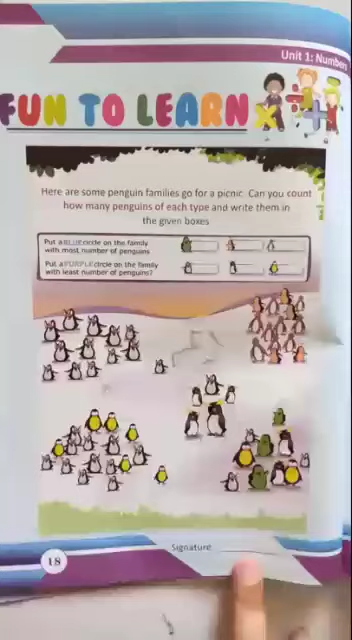 Unit 1: Numbers
FUN TO LEARN
Here are some penguin families go for a picnic. Can you count
how many penguins of each type and write them in
the given boxes
Put a BLUE circle on the family
with most number of penguins
Put a PURPLE circle on the family
with least number of penguins?
Signature
18